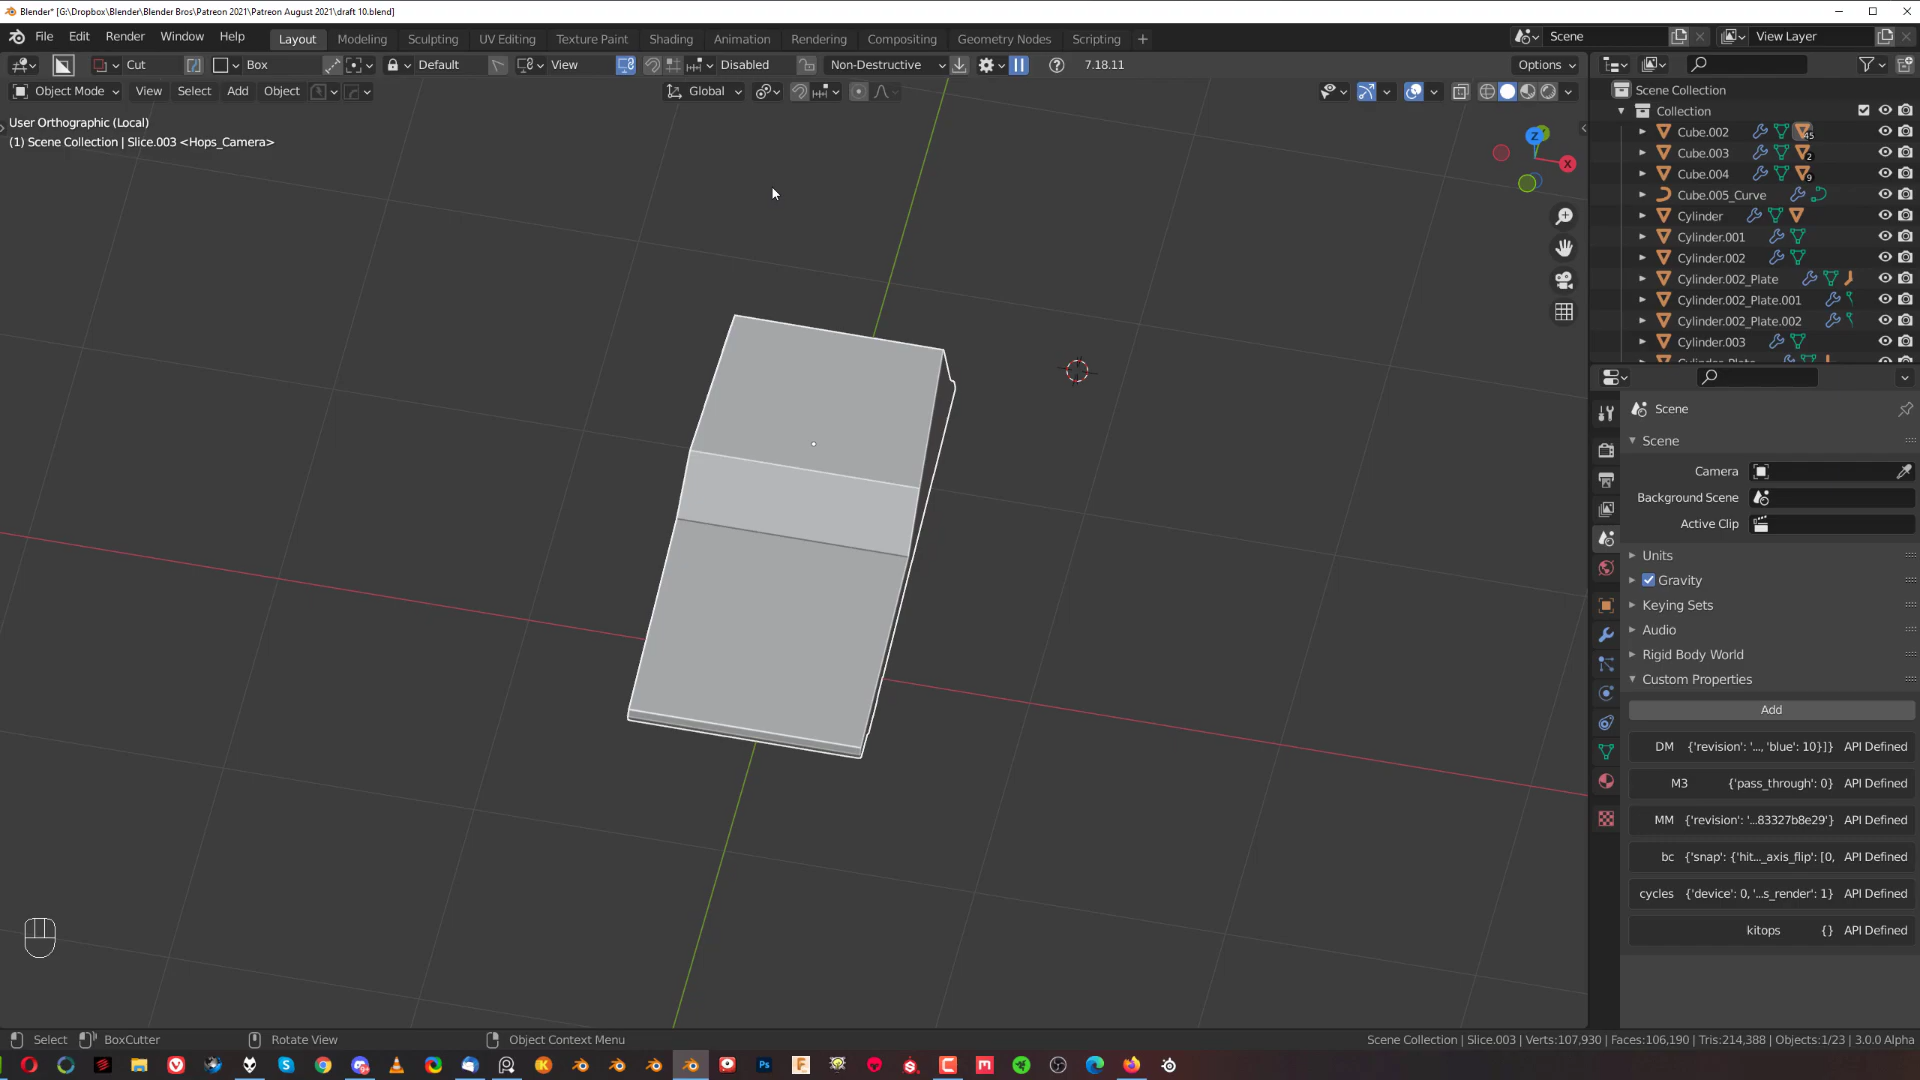 Blender* [G:\Dropbox\Blender\Blender Bros\Patreon 2021\Patreon August 2021\draft 10.blend]
File Edit Render Window Help
Layout Modeling Sculpting UV Editing Texture Paint Shading Animation Rendering Compositing Geometry Nodes Scripting +
Scene View Layer
Cut Box Default View Disabled Non-Destructive 7.18.11 Options
Object Mode View Select Add Object Global
User Orthographic (Local)
(1) Scene Collection | Slice.003 <Hops_Camera>
Z
X
Scene Collection
Collection
Cube.002 45
Cube.003 2
Cube.004 9
Cube.005_Curve
Cylinder
Cylinder.001
Cylinder.002
Cylinder.002_Plate
Cylinder.002_Plate.001
Cylinder.002_Plate.002
Cylinder.003
Scene
Scene
Camera
Background Scene
Active Clip
Units
Gravity
Keying Sets
Audio
Rigid Body World
Custom Properties
Add
DM {'revision': '..., 'blue': 10}]} API Defined
M3 {'pass_through': 0} API Defined
MM {'revision': '...83327b8e29'} API Defined
bc {'snap': {'hit..._axis_flip': [0, API Defined
cycles {'device': 0, '...s_render': 1} API Defined
kitops {} API Defined
Select BoxCutter Rotate View Object Context Menu
Scene Collection | Slice.003 | Verts:107,930 | Faces:106,190 | Tris:214,388 | Objects:1/23 | 3.0.0 Alpha